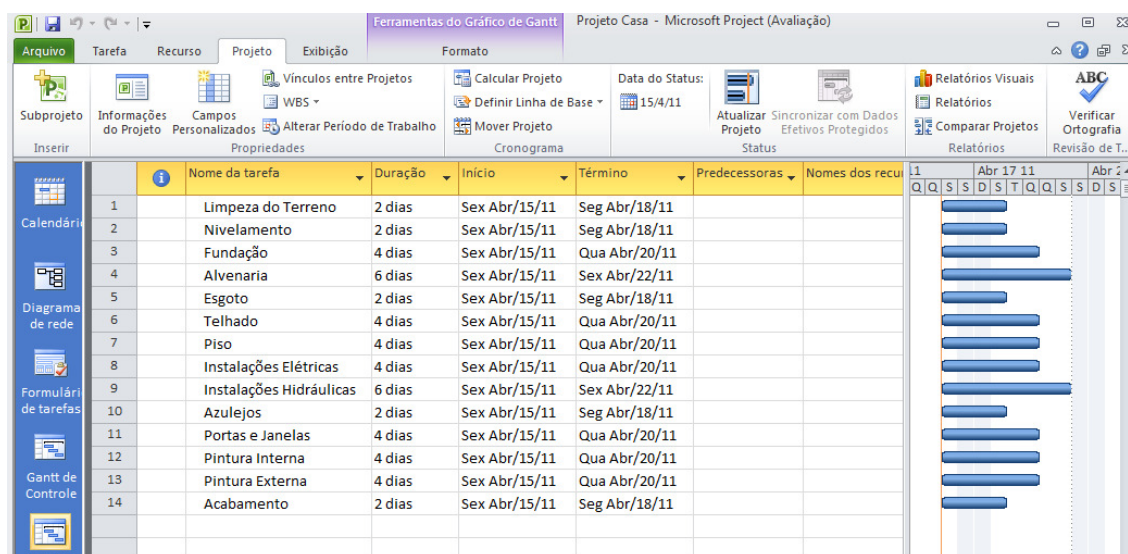 Ferramentas do Gráfico de Gantt
Projeto Casa - Microsoft Project (Avaliação)
Arquivo Tarefa Recurso Projeto Exibição Formato
Subprojeto
Inserir
Informações do Projeto
Campos Personalizados
Vínculos entre Projetos
WBS
Alterar Período de Trabalho
Propriedades
Calcular Projeto
Definir Linha de Base
Mover Projeto
Cronograma
Data do Status:
15/4/11
Atualizar Projeto
Sincronizar com Dados Efetivos Protegidos
Status
Relatórios Visuais
Relatórios
Comparar Projetos
Relatórios
ABC
Verificar Ortografia
Revisão de T...
Calendári
Diagrama de rede
Formulári de tarefas
Gantt de Controle
Nome da tarefa Duração Início Término Predecessoras Nomes dos recu
11 Abr 17 11 Abr 2
Q Q S S D S T Q Q S S D S
1 Limpeza do Terreno 2 dias Sex Abr/15/11 Seg Abr/18/11
2 Nivelamento 2 dias Sex Abr/15/11 Seg Abr/18/11
3 Fundação 4 dias Sex Abr/15/11 Qua Abr/20/11
4 Alvenaria 6 dias Sex Abr/15/11 Sex Abr/22/11
5 Esgoto 2 dias Sex Abr/15/11 Seg Abr/18/11
6 Telhado 4 dias Sex Abr/15/11 Qua Abr/20/11
7 Piso 4 dias Sex Abr/15/11 Qua Abr/20/11
8 Instalações Elétricas 4 dias Sex Abr/15/11 Qua Abr/20/11
9 Instalações Hidráulicas 6 dias Sex Abr/15/11 Sex Abr/22/11
10 Azulejos 2 dias Sex Abr/15/11 Seg Abr/18/11
11 Portas e Janelas 4 dias Sex Abr/15/11 Qua Abr/20/11
12 Pintura Interna 4 dias Sex Abr/15/11 Qua Abr/20/11
13 Pintura Externa 4 dias Sex Abr/15/11 Qua Abr/20/11
14 Acabamento 2 dias Sex Abr/15/11 Seg Abr/18/11